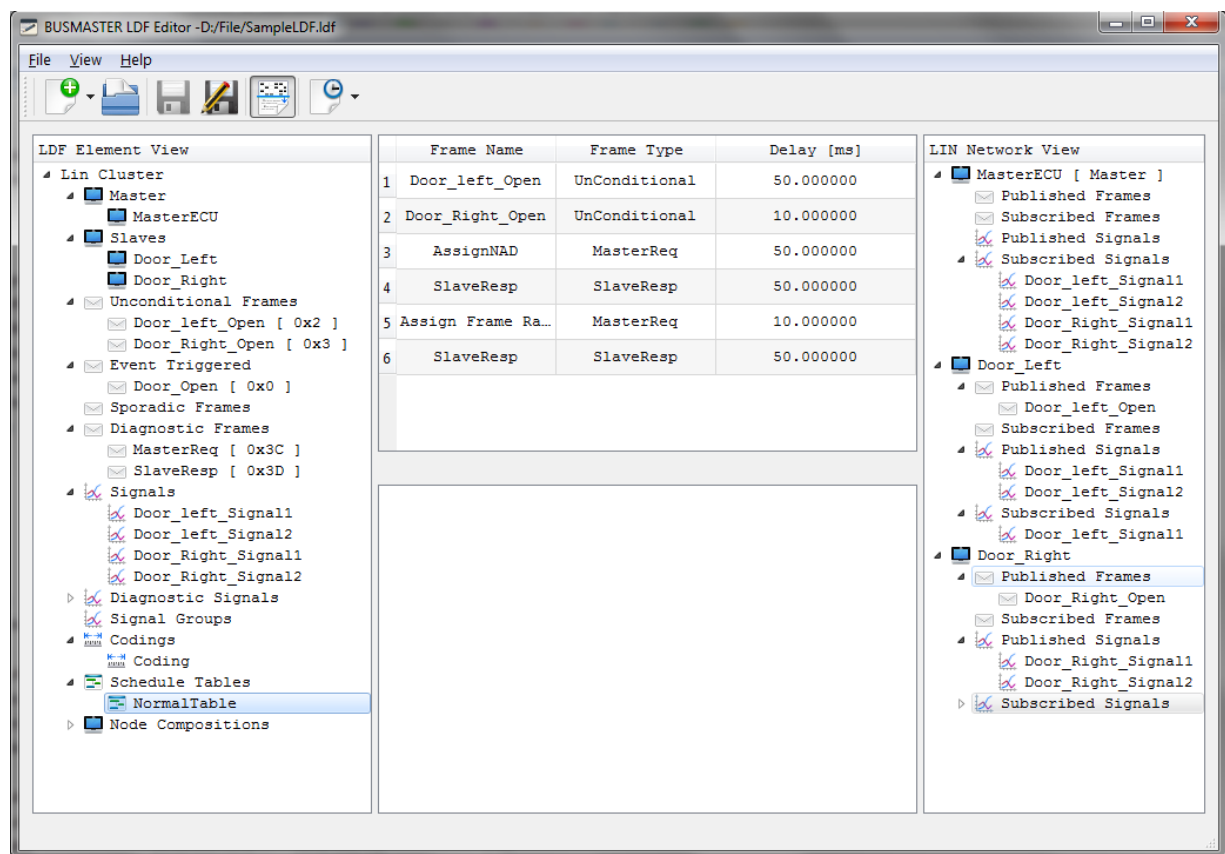 BUSMASTER LDF Editor -D:/File/SampleLDF.ldf
File View Help
LDF Element View
Lin Cluster
Master
MasterECU
Slaves
Door_Left
Door_Right
Unconditional Frames
Door_left_Open [ 0x2 ]
Door_Right_Open [ 0x3 ]
Event Triggered
Door_Open [ 0x0 ]
Sporadic Frames
Diagnostic Frames
MasterReq [ 0x3C ]
SlaveResp [ 0x3D ]
Signals
Door_left_Signal1
Door_left_Signal2
Door_Right_Signal1
Door_Right_Signal2
Diagnostic Signals
Signal Groups
Codings
Coding
Schedule Tables
NormalTable
Node Compositions
Frame Name Frame Type Delay [ms]
1 Door_left_Open UnConditional 50.000000
2 Door_Right_Open UnConditional 10.000000
3 AssignNAD MasterReq 50.000000
4 SlaveResp SlaveResp 50.000000
5 Assign Frame Ra... MasterReq 10.000000
6 SlaveResp SlaveResp 50.000000
LIN Network View
MasterECU [ Master ]
Published Frames
Subscribed Frames
Published Signals
Subscribed Signals
Door_left_Signal1
Door_left_Signal2
Door_Right_Signal1
Door_Right_Signal2
Door_Left
Published Frames
Door_left_Open
Subscribed Frames
Published Signals
Door_left_Signal1
Door_left_Signal2
Subscribed Signals
Door_left_Signal1
Door_Right
Published Frames
Door_Right_Open
Subscribed Frames
Published Signals
Door_Right_Signal1
Door_Right_Signal2
Subscribed Signals